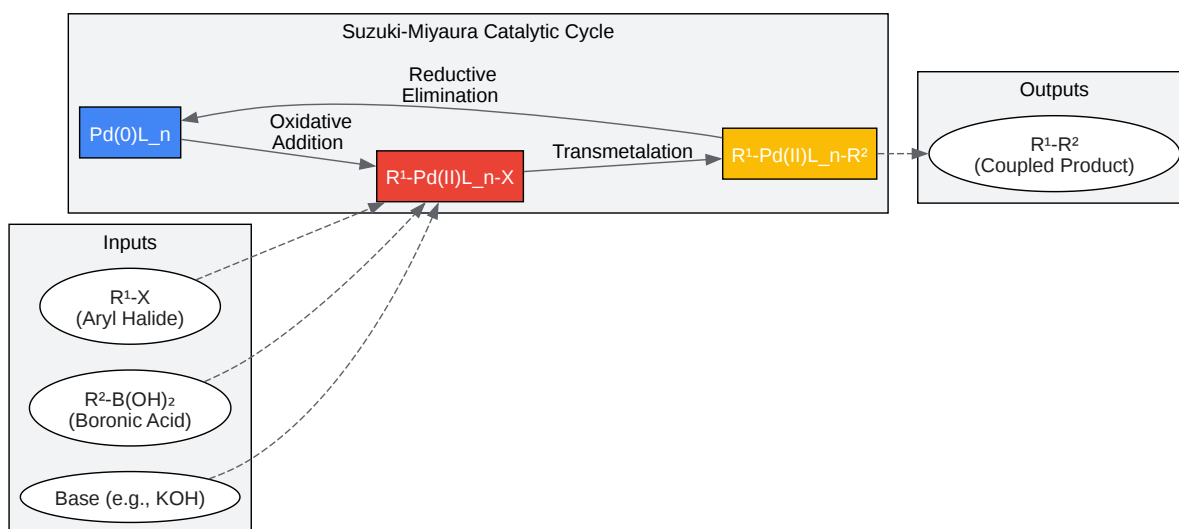 Suzuki-Miyaura Catalytic Cycle
Reductive
Elimination
Pd(0)L_n
Oxidative
Addition
R¹-Pd(II)L_n-X
Transmetalation
R¹-Pd(II)L_n-R²
Outputs
R¹-R²
(Coupled Product)
Inputs
R¹-X
(Aryl Halide)
R²-B(OH)₂
(Boronic Acid)
Base (e.g., KOH)